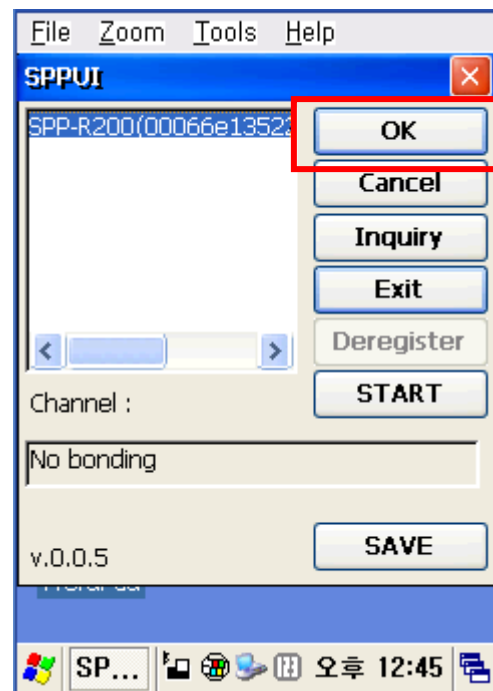 File Zoom Tools Help
SPPUI
SPP-R200(00066e13522
OK
Cancel
Inquiry
Exit
Deregister
Channel :
START
No bonding
v.0.0.5
SAVE
SP... 오후 12:45